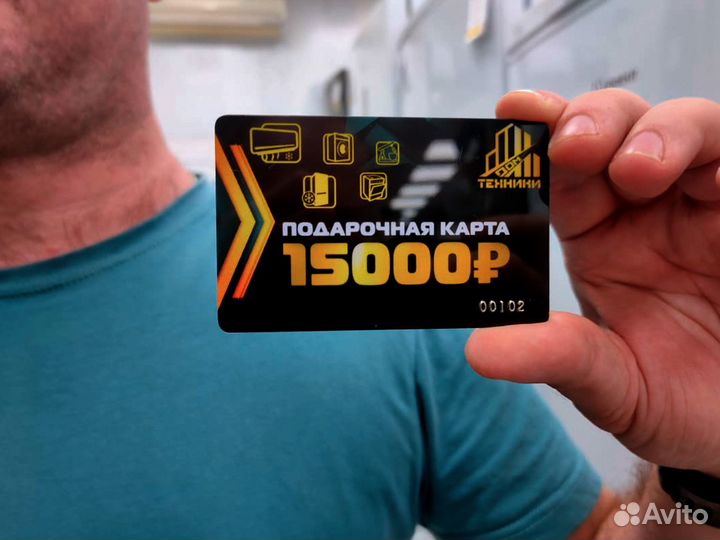 ДОМ
ТЕХНИКИ
ПОДАРОЧНАЯ КАРТА
15000₽
00102
Avito